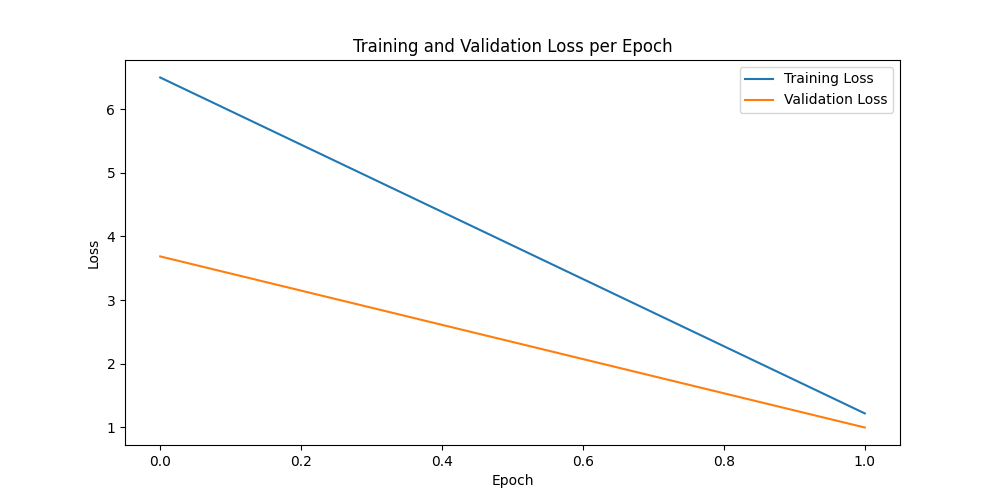 Training and Validation Loss per Epoch
Training Loss
Validation Loss
Loss
6
5
4
3
2
1
0.0 0.2 0.4 0.6 0.8 1.0
Epoch